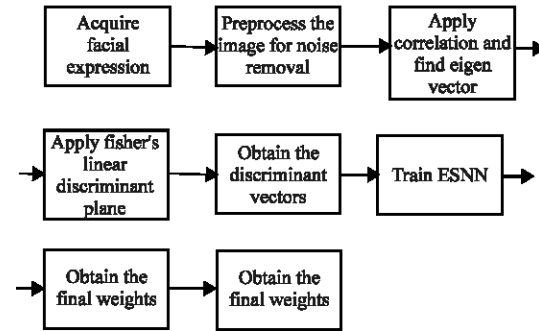 Acquire
facial
expression
Preprocess the
image for noise
removal
Apply
correlation and
find eigen
vector
Apply fisher's
linear
discriminant
plane
Obtain the
discriminant
vectors
Train ESNN
Obtain the
final weights
Obtain the
final weights